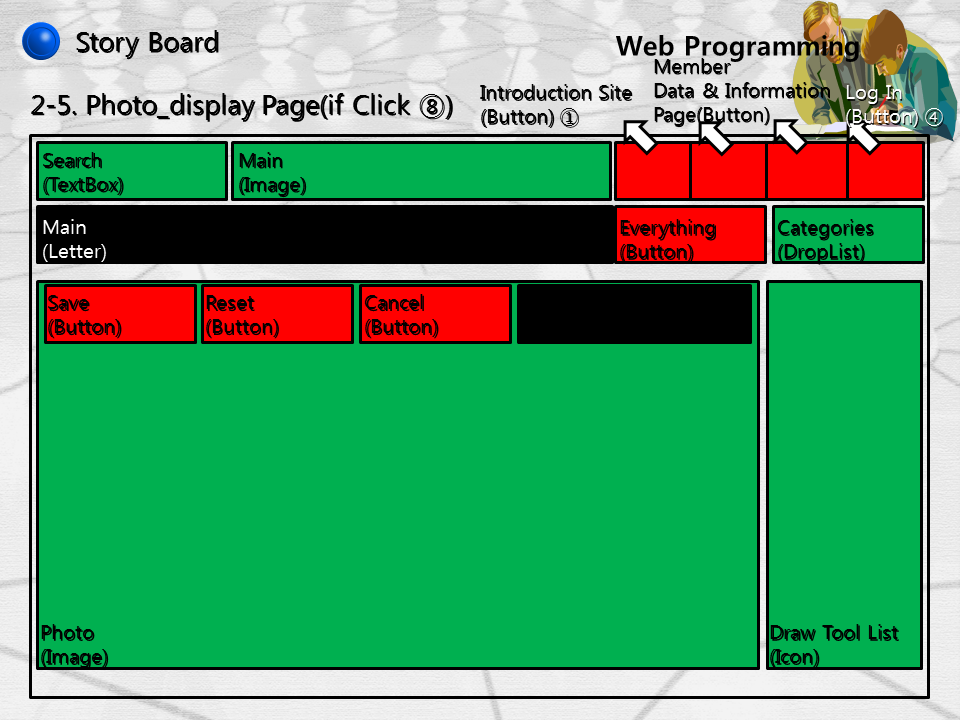 Story Board
Web Programming
2-5. Photo_display Page(if Click ⑧)
Introduction Site
(Button) ①
Member
Data & Information
Page(Button)
Log In
(Button) ④
Search
(TextBox)
Main
(Image)
Main
(Letter)
Everything
(Button)
Categories
(DropList)
Save
(Button)
Reset
(Button)
Cancel
(Button)
Photo
(Image)
Draw Tool List
(Icon)